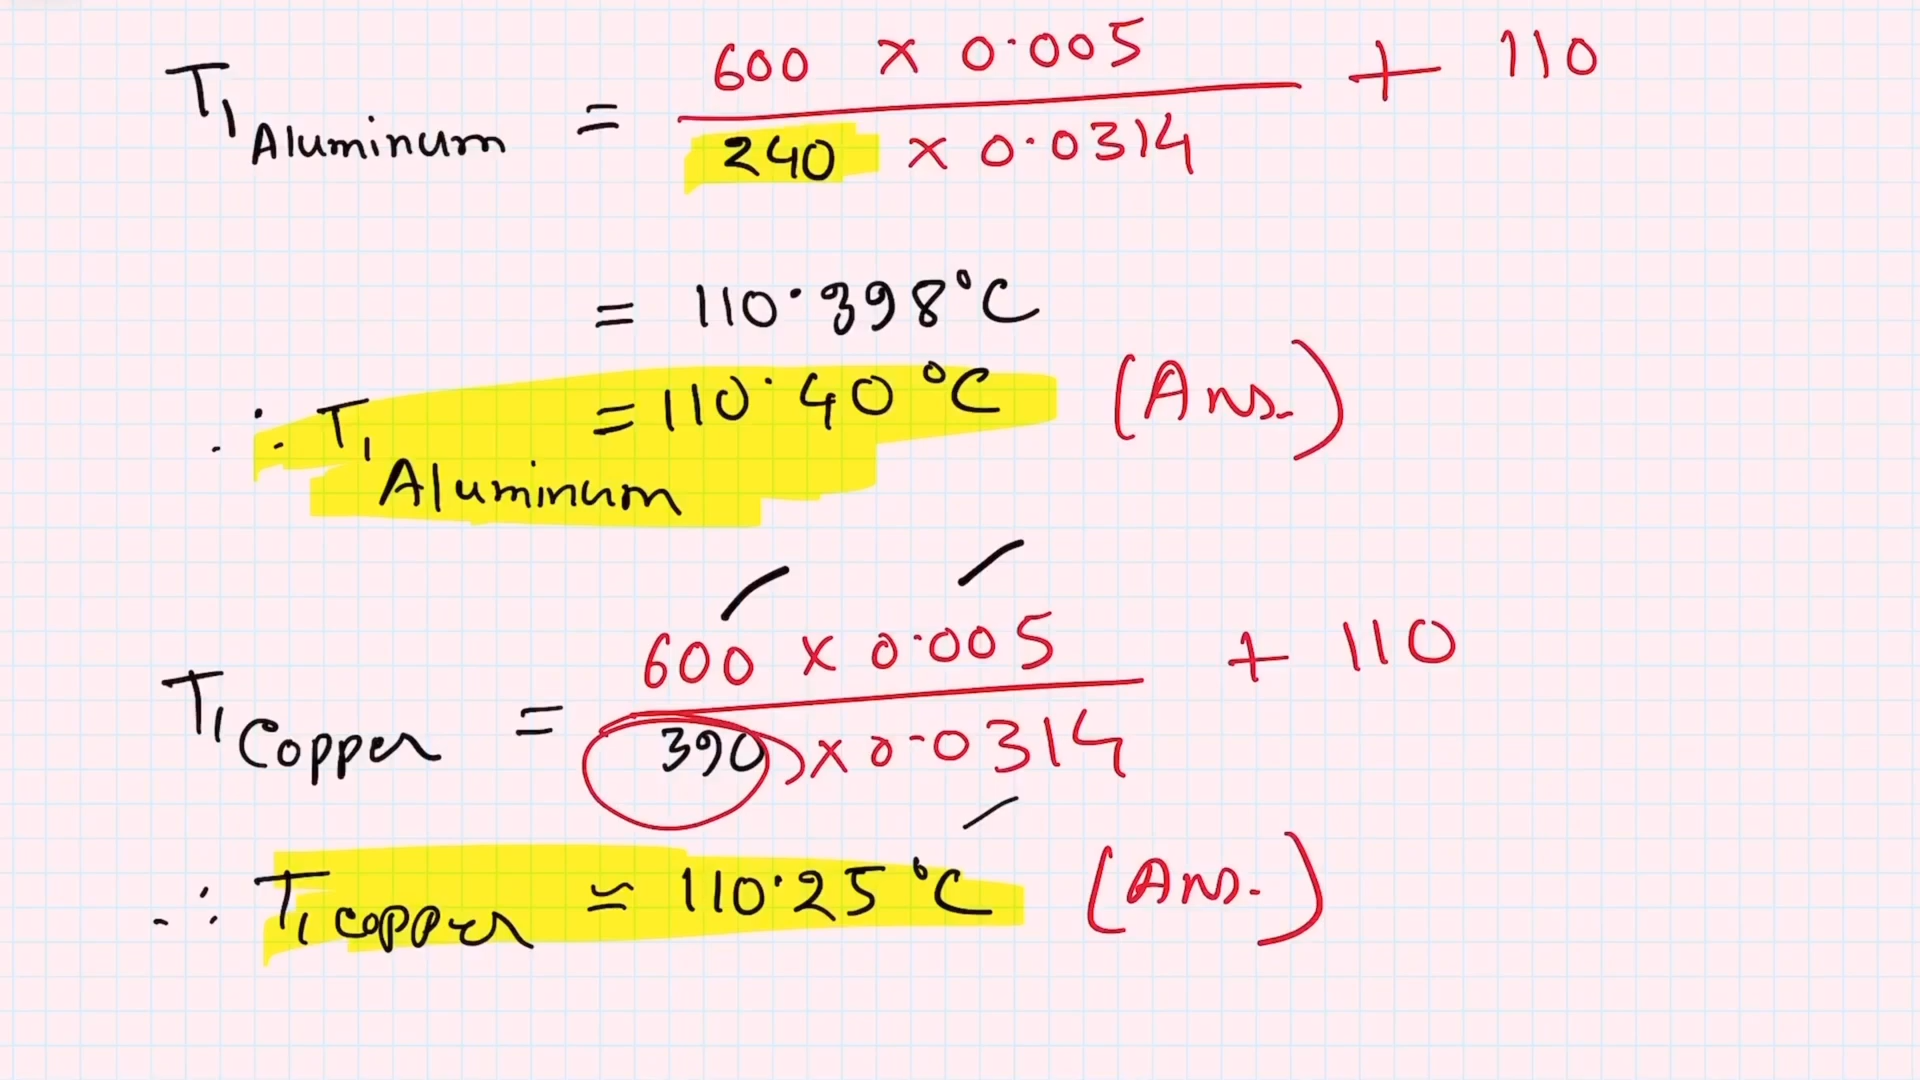 T₁ Aluminum = 600 × 0.005 / 240 × 0.0314 + 110
= 110.398°C
∴ T₁ Aluminum = 110.40 °C (Ans.)
T₁ Copper = 600 × 0.005 / 390 × 0.0314 + 110
∴ T₁ copper ≃ 110.25 °C (Ans.)